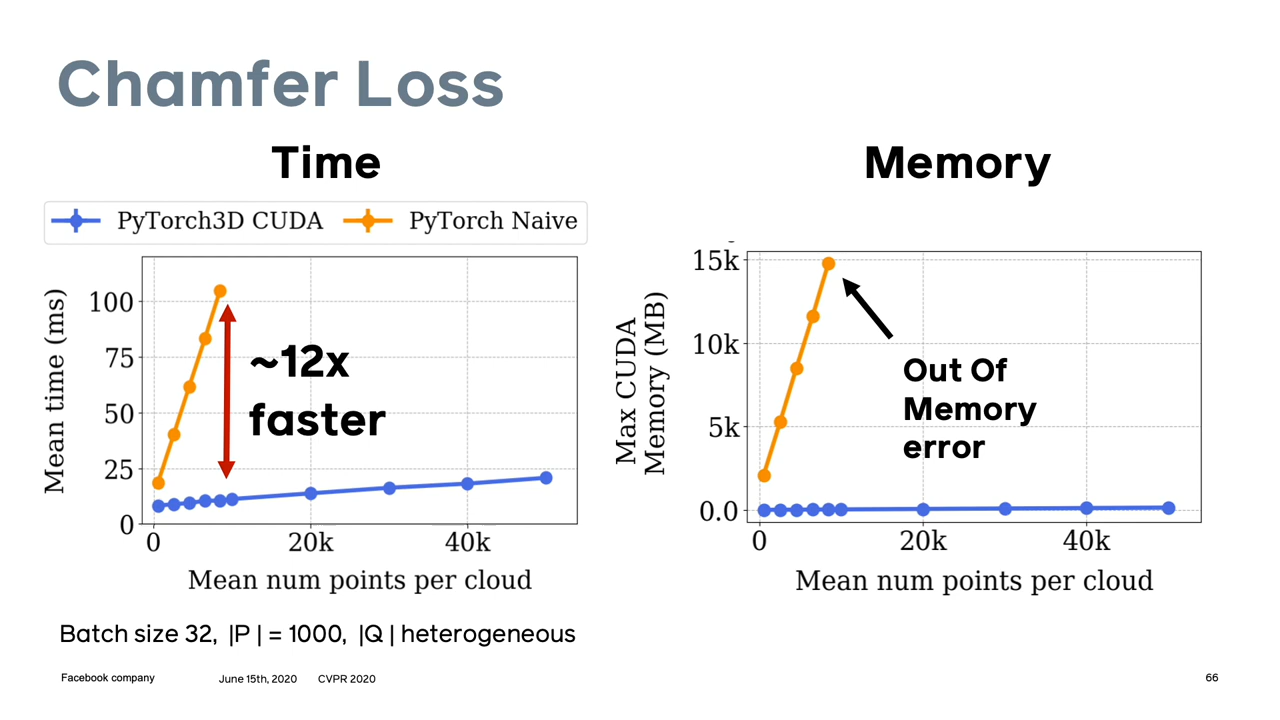 Chamfer Loss
Time
Memory
PyTorch3D CUDA
PyTorch Naive
Mean time (ms)
100
75
50
25
0
~12x
faster
0
20k
40k
Mean num points per cloud
Max CUDA
Memory (MB)
15k
10k
5k
0.0
Out Of
Memory
error
0
20k
40k
Mean num points per cloud
Batch size 32, |P | = 1000, |Q | heterogeneous
Facebook company
June 15th, 2020
CVPR 2020
66